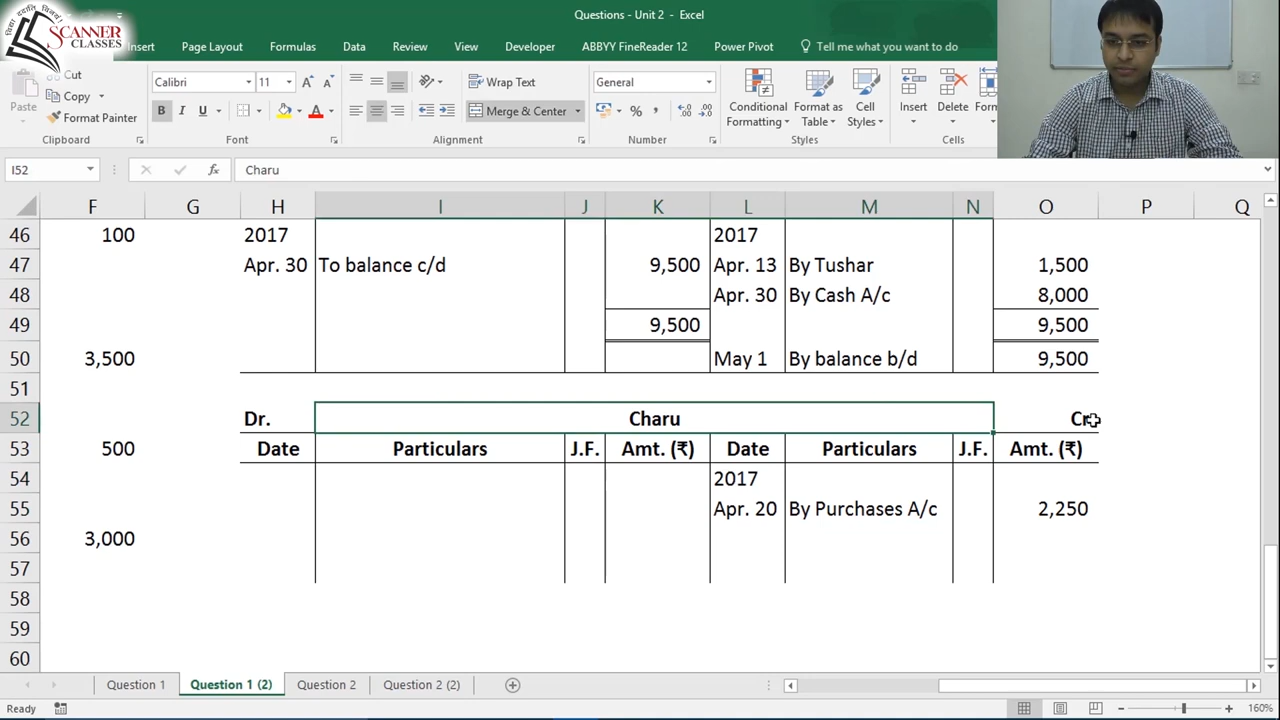 विद्या ददाति विनयं
SCANNER
CLASSES
Questions - Unit 2 - Excel
Insert Page Layout Formulas Data Review View Developer ABBYY FineReader 12 Power Pivot Tell me what you want to do
Cut
Copy
Format Painter
Paste
Calibri 11
B I U
Wrap Text
Merge & Center
General
% ,
Conditional Formatting
Format as Table
Cell Styles
Insert Delete Form
Clipboard Font Alignment Number Styles Cells
I52 fx Charu
F G H I J K L M N O P Q
46 100 2017 2017
47 Apr. 30 To balance c/d 9,500 Apr. 13 By Tushar 1,500
48 Apr. 30 By Cash A/c 8,000
49 9,500 9,500
50 3,500 May 1 By balance b/d 9,500
51
52 Dr. Charu Cr
53 500 Date Particulars J.F. Amt. (₹) Date Particulars J.F. Amt. (₹)
54 2017
55 Apr. 20 By Purchases A/c 2,250
56 3,000
57
58
59
60
Question 1 Question 1 (2) Question 2 Question 2 (2)
Ready 160%